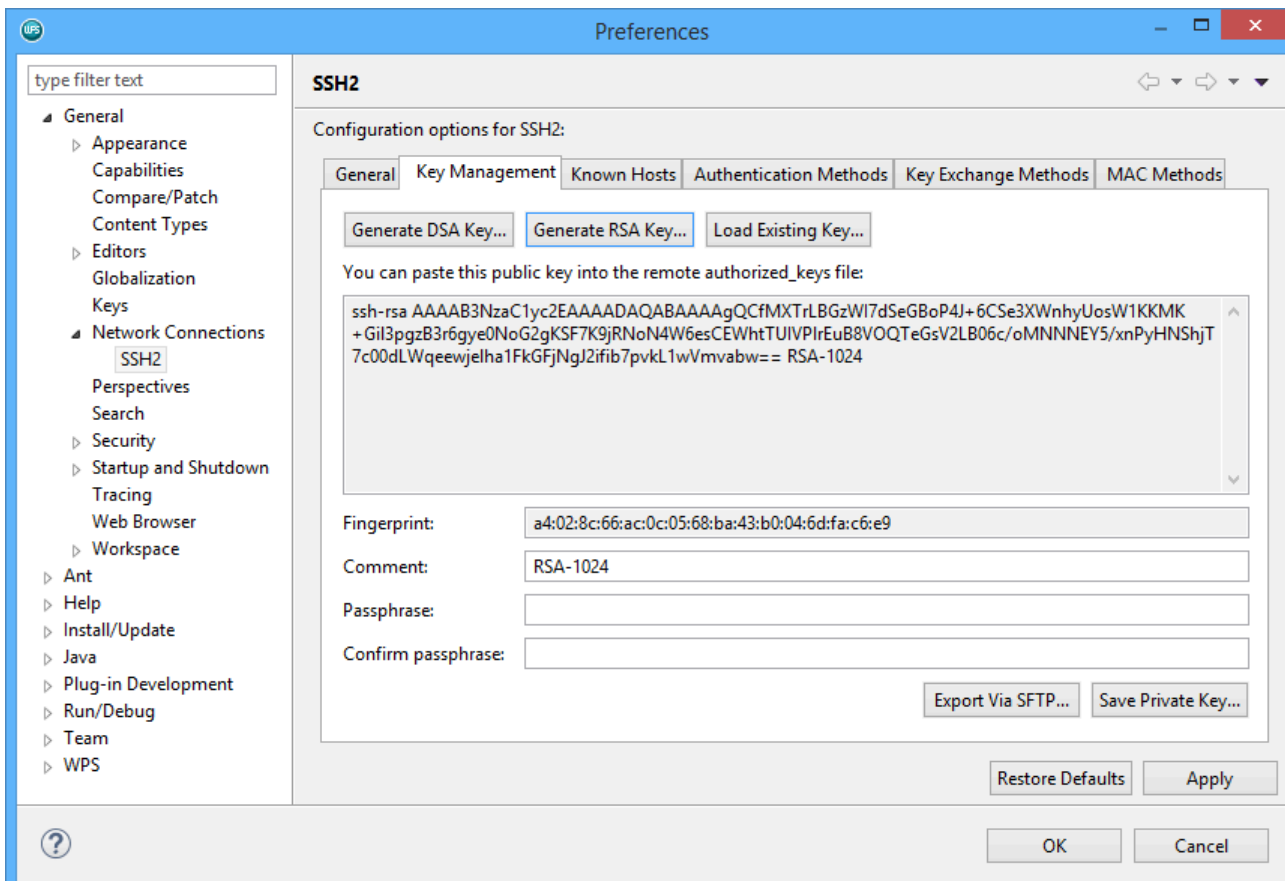 WPS
Preferences
type filter text
General
Appearance
Capabilities
Compare/Patch
Content Types
Editors
Globalization
Keys
Network Connections
SSH2
Perspectives
Search
Security
Startup and Shutdown
Tracing
Web Browser
Workspace
Ant
Help
Install/Update
Java
Plug-in Development
Run/Debug
Team
WPS
SSH2
Configuration options for SSH2:
General Key Management Known Hosts Authentication Methods Key Exchange Methods MAC Methods
Generate DSA Key... Generate RSA Key... Load Existing Key...
You can paste this public key into the remote authorized_keys file:
ssh-rsa AAAAB3NzaC1yc2EAAAADAQABAAAAgQCfMXTrLBGzWI7dSeGBoP4J+6CSe3XWnhyUosW1KKMK
+GiI3pgzB3r6gye0NoG2gKSF7K9jRNoN4W6esCEWhtTUIVPIrEuB8VOQTeGsV2LB06c/oMNNNEY5/xnPyHNShjT
7c00dLWqeewjeIha1FkGFjNgJ2ifib7pvkL1wVmvabw== RSA-1024
Fingerprint: a4:02:8c:66:ac:0c:05:68:ba:43:b0:04:6d:fa:c6:e9
Comment: RSA-1024
Passphrase:
Confirm passphrase:
Export Via SFTP... Save Private Key...
Restore Defaults Apply
OK Cancel